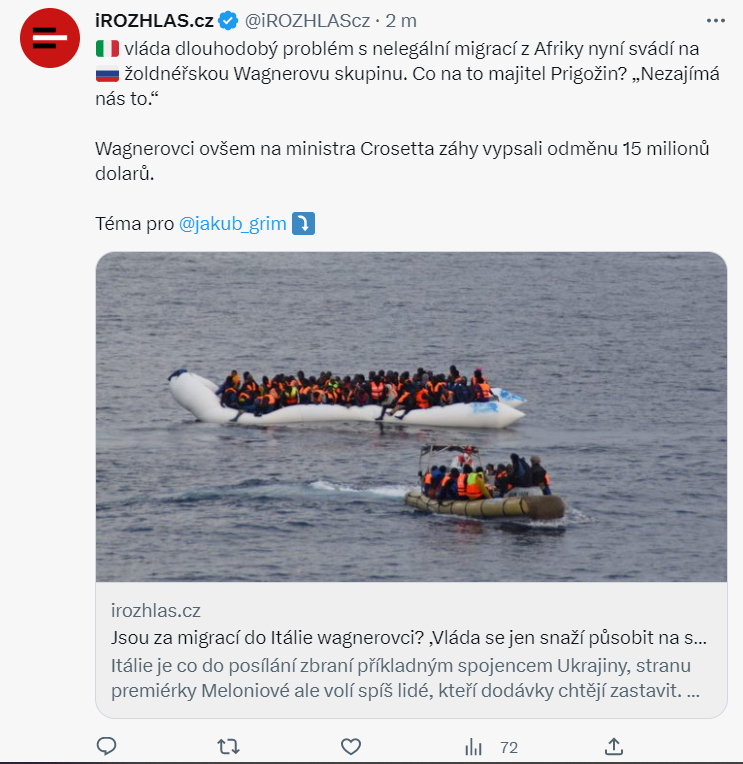 iROZHLAS.cz @iROZHLAScz · 2 m
vláda dlouhodobý problém s nelegální migrací z Afriky nyní svádí na
žoldnéřskou Wagnerovu skupinu. Co na to majitel Prigožin? „Nezajímá
nás to.“
Wagnerovci ovšem na ministra Crosetta záhy vypsali odměnu 15 milionů
dolarů.
Téma pro @jakub_grim
irozhlas.cz
Jsou za migrací do Itálie wagnerovci? ‚Vláda se jen snaží působit na s...
Itálie je co do posílání zbraní příkladným spojencem Ukrajiny, stranu
premiérky Meloniové ale volí spíš lidé, kteří dodávky chtějí zastavit. ...
72